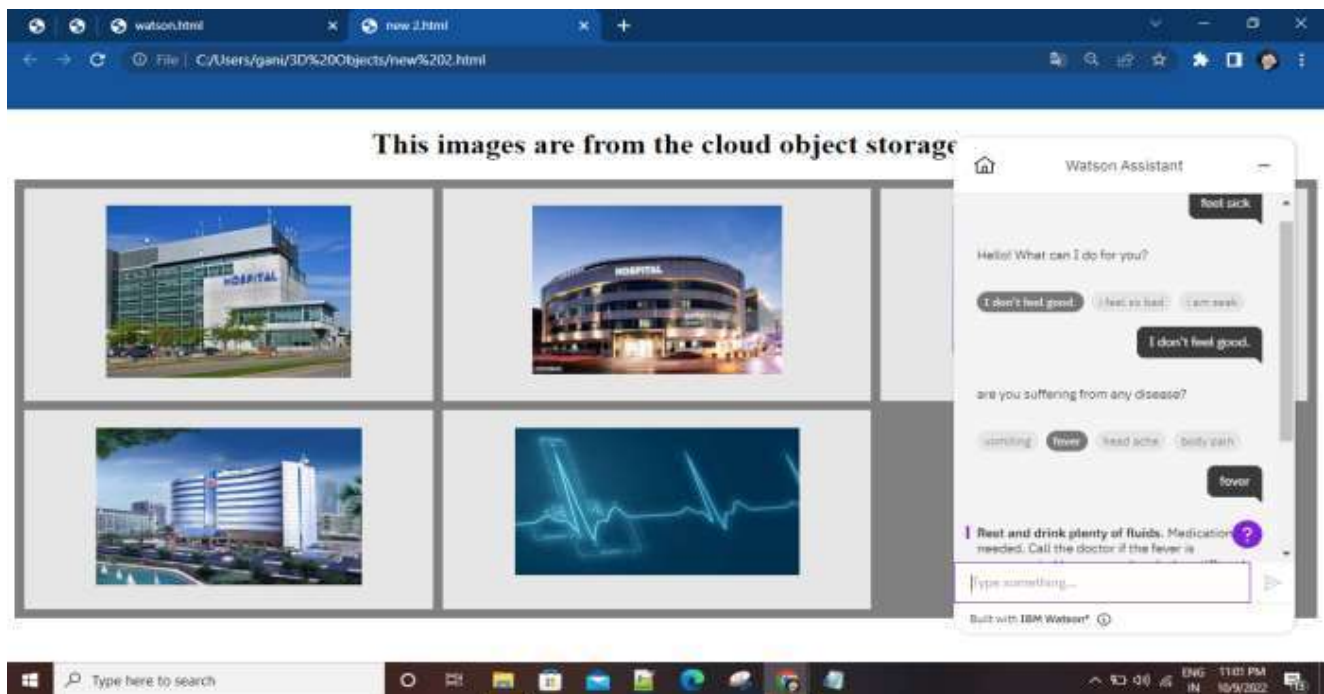 watson.html
new 2.html
File | C:/Users/gani/3D%20Objects/new%202.html
This images are from the cloud object storage
HOSPITAL
HOSPITAL
Watson Assistant
feel sick
Hello! What can I do for you?
I don't feel good. I feel so bad I am weak
I don't feel good.
are you suffering from any disease?
vomiting fever head ache body pain
fever
Rest and drink plenty of fluids. Medication
needed. Call the doctor if the fever is
Type something...
Built with IBM Watson®
Type here to search
ENG 11:01 PM
IN 10/9/2022